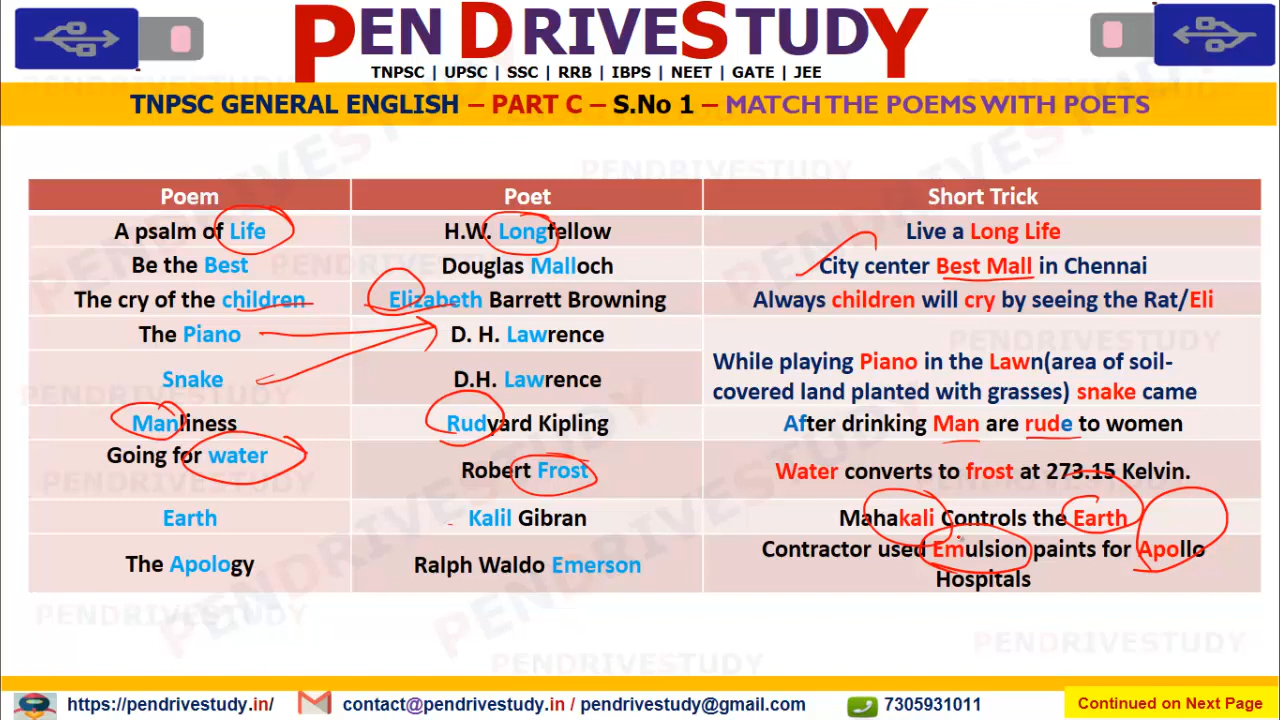 PENDRIVESTUDY
TNPSC | UPSC | SSC | RRB | IBPS | NEET | GATE | JEE
TNPSC GENERAL ENGLISH – PART C – S.No 1 – MATCH THE POEMS WITH POETS
Poem Poet Short Trick
A psalm of Life H.W. Longfellow Live a Long Life
Be the Best Douglas Malloch City center Best Mall in Chennai
The cry of the children Elizabeth Barrett Browning Always children will cry by seeing the Rat/Eli
The Piano D. H. Lawrence
While playing Piano in the Lawn(area of soil-
Snake D.H. Lawrence
covered land planted with grasses) snake came
Manliness Rudyard Kipling After drinking Man are rude to women
Going for water
Robert Frost Water converts to frost at 273.15 Kelvin.
Earth Kalil Gibran Mahakali Controls the Earth
Contractor used Emulsion paints for Apollo
The Apology Ralph Waldo Emerson
Hospitals
https://pendrivestudy.in/ contact@pendrivestudy.in / pendrivestudy@gmail.com 7305931011 Continued on Next Page